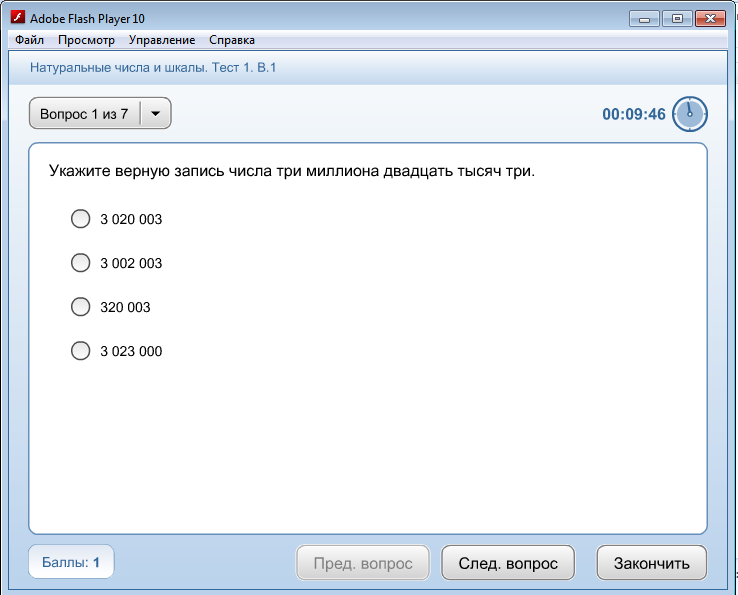 Adobe Flash Player 10
Файл Просмотр Управление Справка
Натуральные числа и шкалы. Тест 1. В.1
Вопрос 1 из 7
00:09:46
Укажите верную запись числа три миллиона двадцать тысяч три.
3 020 003
3 002 003
320 003
3 023 000
Баллы: 1
Пред. вопрос
След. вопрос
Закончить